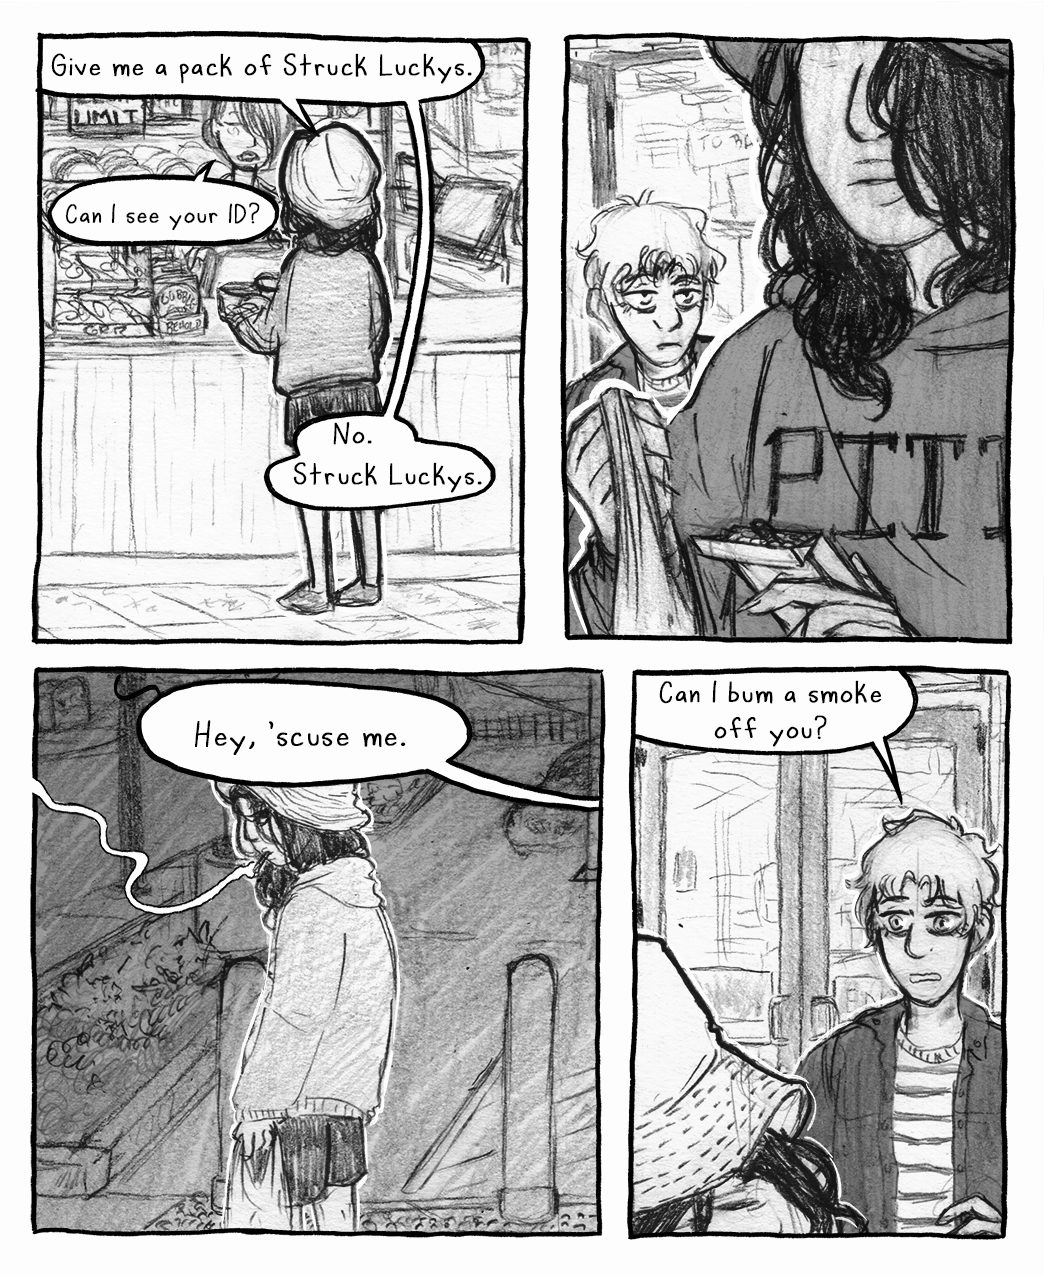 Give me a pack of Struck Luckys.
LIMIT
Can I see your ID?
No.
Struck Luckys.
TO BE
PITT
Hey, 'scuse me.
Can I bum a smoke
off you?